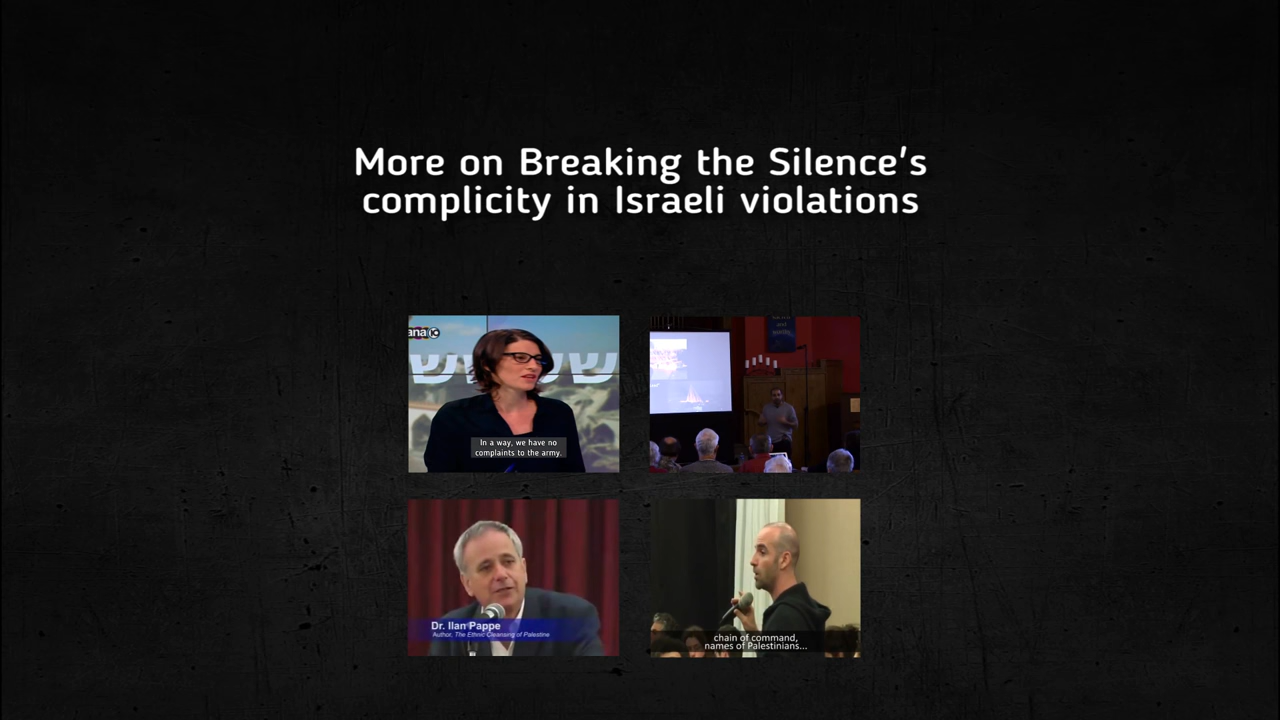 More on Breaking the Silence's
complicity in Israeli violations
ana
In a way, we have no
complaints to the army.
Dr. Ilan Pappe
Author, The Ethnic Cleansing of Palestine
chain of command,
names of Palestinians...